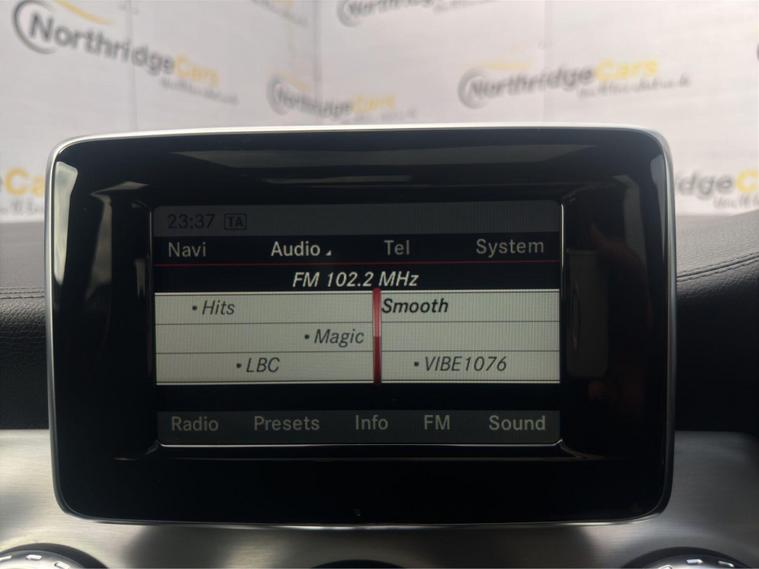 NorthridgeCars
NorthridgeCars
NorthridgeCars
23:37 TA
Navi Audio Tel System
FM 102.2 MHz
•Hits Smooth
•Magic
•LBC •VIBE1076
Radio Presets Info FM Sound